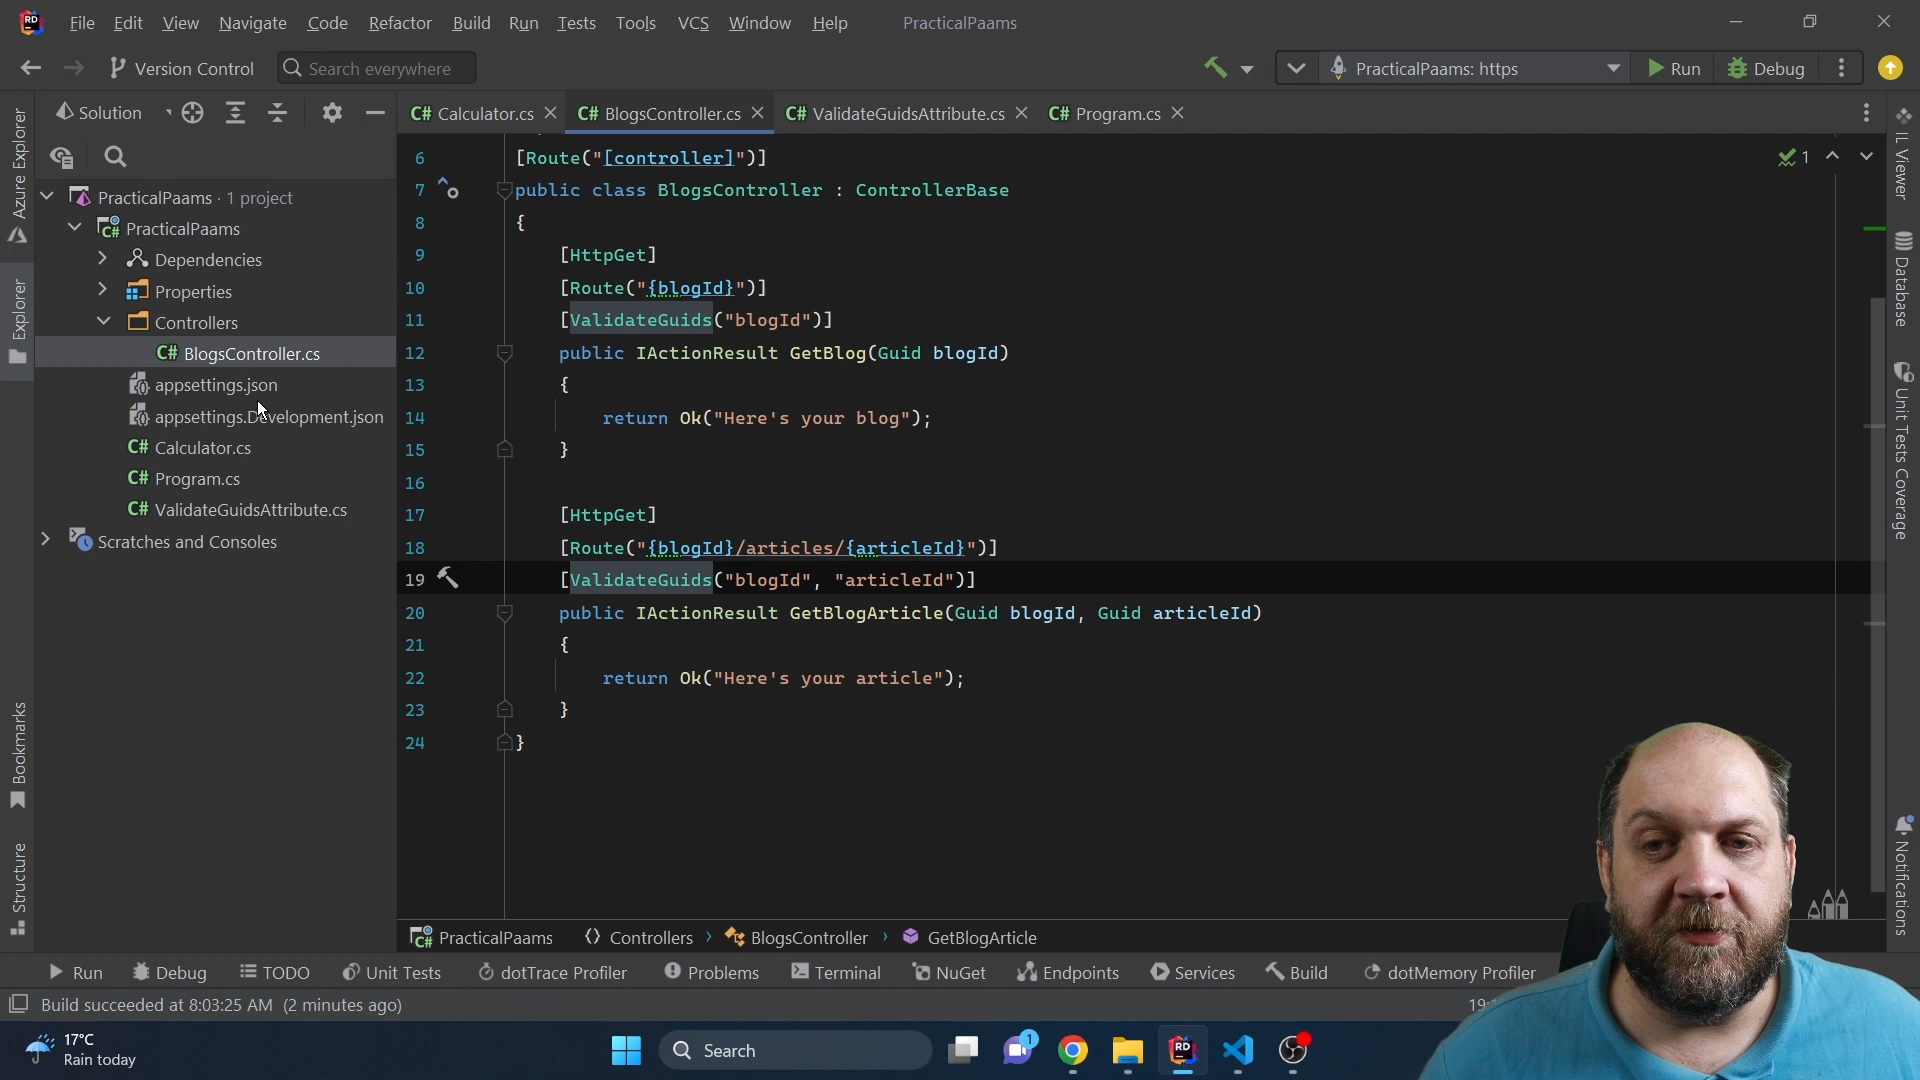 RD File Edit View Navigate Code Refactor Build Run Tests Tools VCS Window Help PracticalPaams
Version Control Search everywhere PracticalPaams: https Run Debug
Solution
C# Calculator.cs C# BlogsController.cs C# ValidateGuidsAttribute.cs C# Program.cs
Azure Explorer
Explorer
Bookmarks
Structure
PracticalPaams · 1 project
C# PracticalPaams
Dependencies
Properties
Controllers
C# BlogsController.cs
appsettings.json
appsettings.Development.json
C# Calculator.cs
C# Program.cs
C# ValidateGuidsAttribute.cs
Scratches and Consoles
6 [Route("[controller]")]
7 public class BlogsController : ControllerBase
8 {
9 [HttpGet]
10 [Route("{blogId}")]
11 [ValidateGuids("blogId")]
12 public IActionResult GetBlog(Guid blogId)
13 {
14 return Ok("Here's your blog");
15 }
16
17 [HttpGet]
18 [Route("{blogId}/articles/{articleId}")]
19 [ValidateGuids("blogId", "articleId")]
20 public IActionResult GetBlogArticle(Guid blogId, Guid articleId)
21 {
22 return Ok("Here's your article");
23 }
24 }
1
IL Viewer
Database
Unit Tests Coverage
Notifications
C# PracticalPaams Controllers BlogsController GetBlogArticle
Run Debug TODO Unit Tests dotTrace Profiler Problems Terminal NuGet Endpoints Services Build dotMemory Profiler
Build succeeded at 8:03:25 AM (2 minutes ago)
17°C
Rain today
Search
1
RD